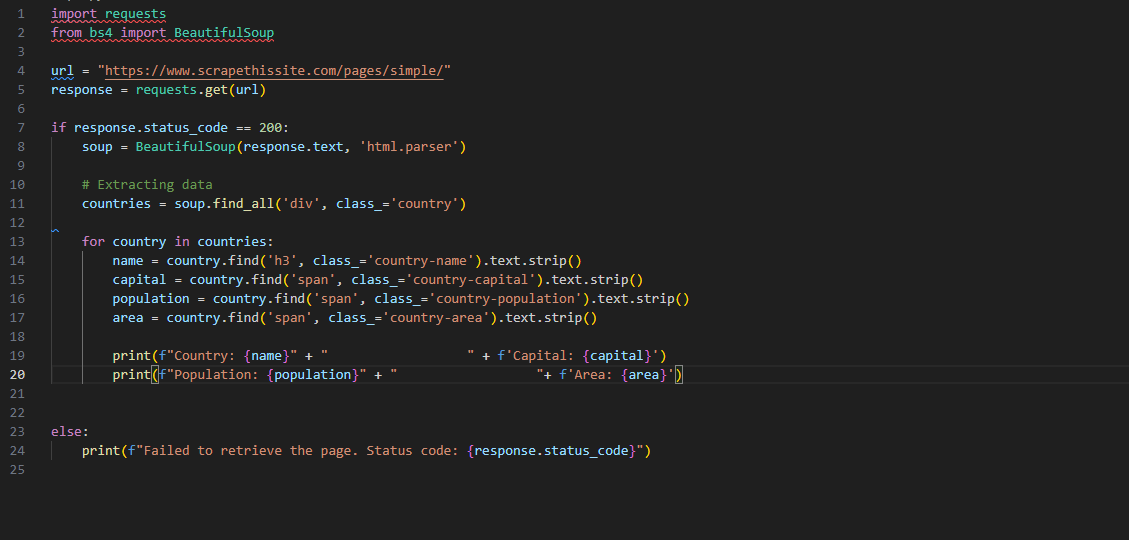 1 import requests
2 from bs4 import BeautifulSoup
3
4 url = "https://www.scrapethissite.com/pages/simple/"
5 response = requests.get(url)
6
7 if response.status_code == 200:
8     soup = BeautifulSoup(response.text, 'html.parser')
9
10     # Extracting data
11     countries = soup.find_all('div', class_='country')
12
13     for country in countries:
14         name = country.find('h3', class_='country-name').text.strip()
15         capital = country.find('span', class_='country-capital').text.strip()
16         population = country.find('span', class_='country-population').text.strip()
17         area = country.find('span', class_='country-area').text.strip()
18
19         print(f"Country: {name}" + "                  " + f'Capital: {capital}')
20         print(f"Population: {population}" + "                  "+ f'Area: {area}')
21
22
23 else:
24     print(f"Failed to retrieve the page. Status code: {response.status_code}")
25